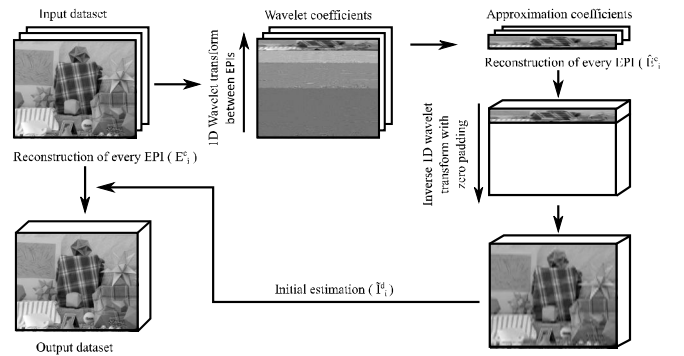 Input dataset
Wavelet coefficients
Approximation coefficients
1D Wavelet transform
between EPIs
Reconstruction of every EPI ( Ê^c_i
Reconstruction of every EPI ( E^c_i )
Inverse 1D wavelet
transform with
zero padding
Initial estimation ( Î^d_i )
Output dataset